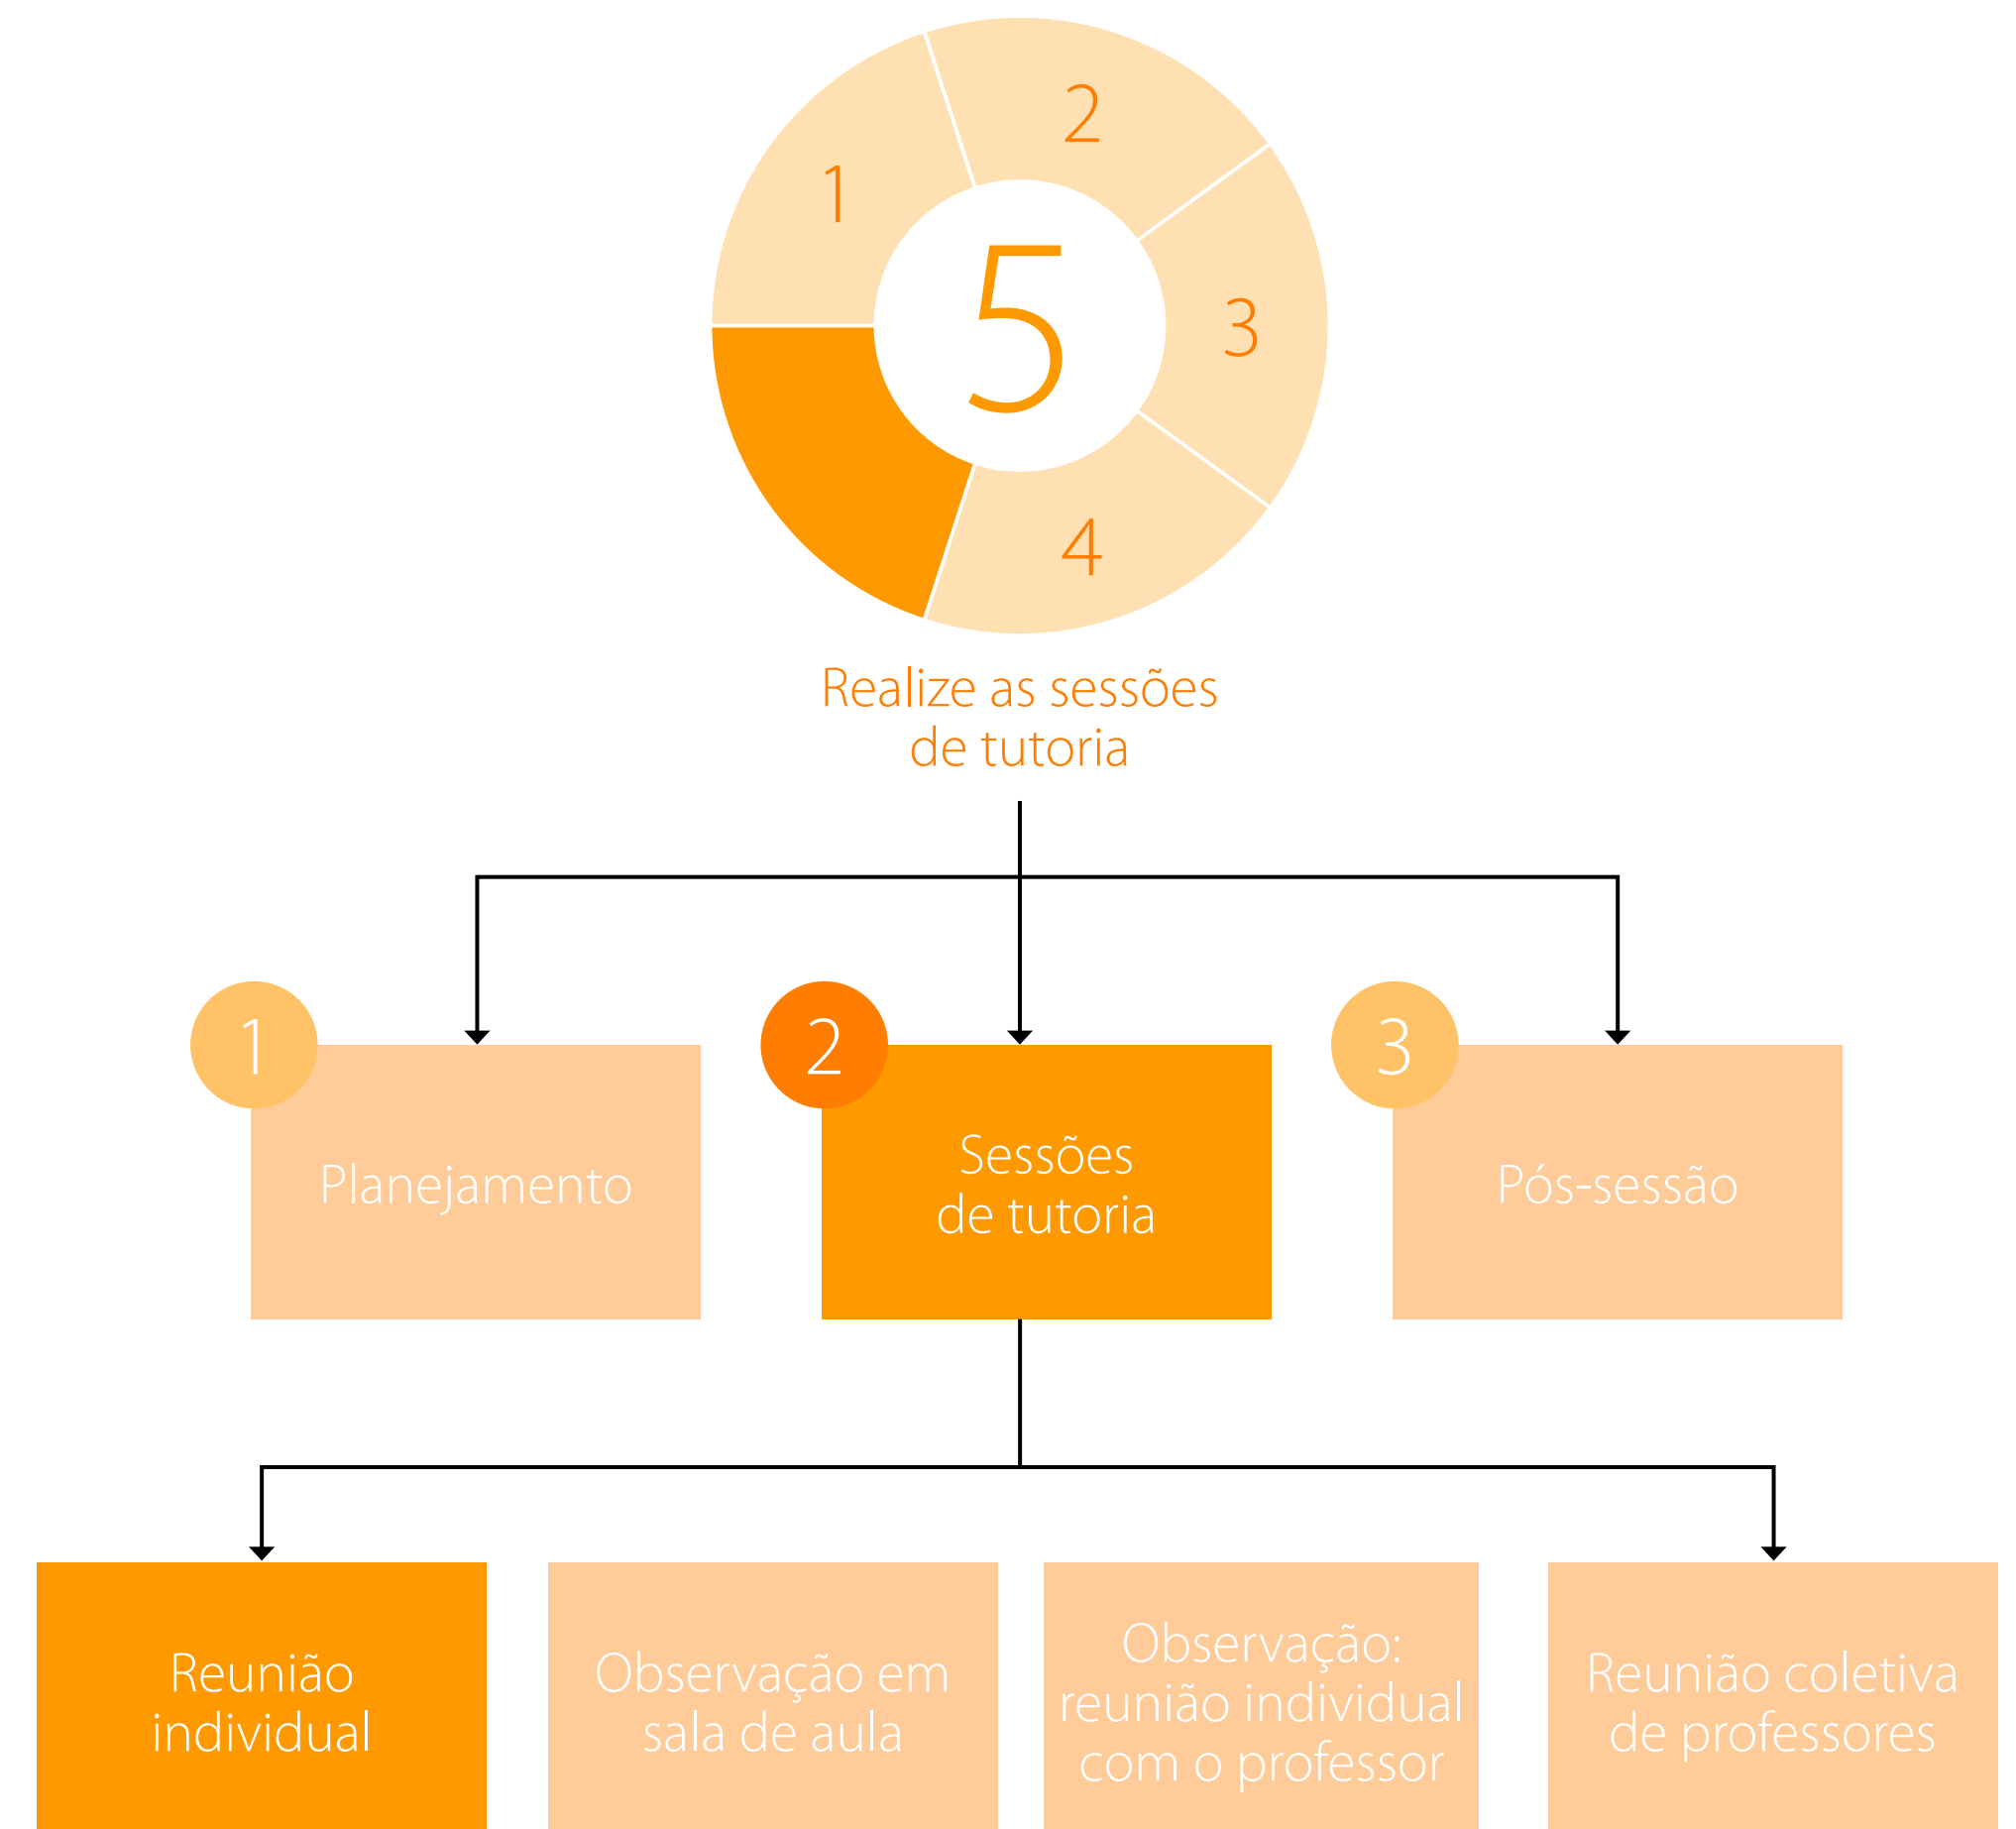 2
1
3
5
4
Realize as sessões
de tutoria
1
2
3
Planejamento
Sessões
de tutoria
Pós-sessão
Reunião
individual
Observação em
sala de aula
Observação:
reunião individual
com o professor
Reunião coletiva
de professores